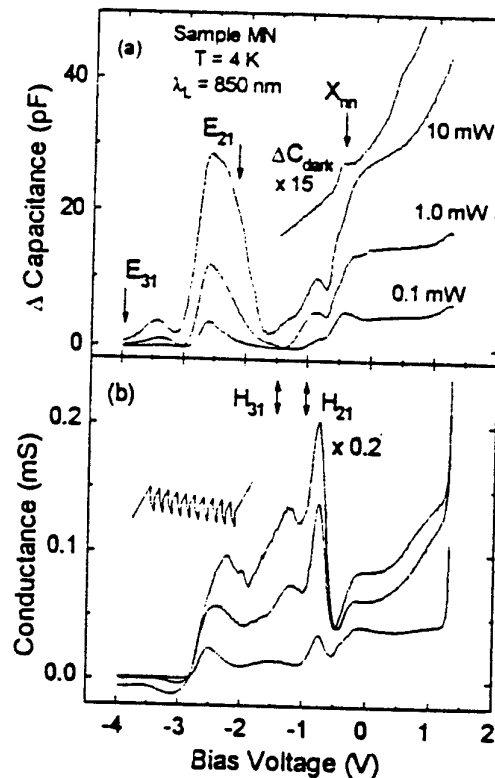 (a)
Sample MN
T = 4 K
λL = 850 nm
E21
Xnn
ΔCdark
x 15
10 mW
1.0 mW
0.1 mW
E31
Δ Capacitance (pF)
40
20
0
(b)
H31
H21
x 0.2
Conductance (mS)
0.2
0.1
0.0
-4 -3 -2 -1 0 1 2
Bias Voltage (V)